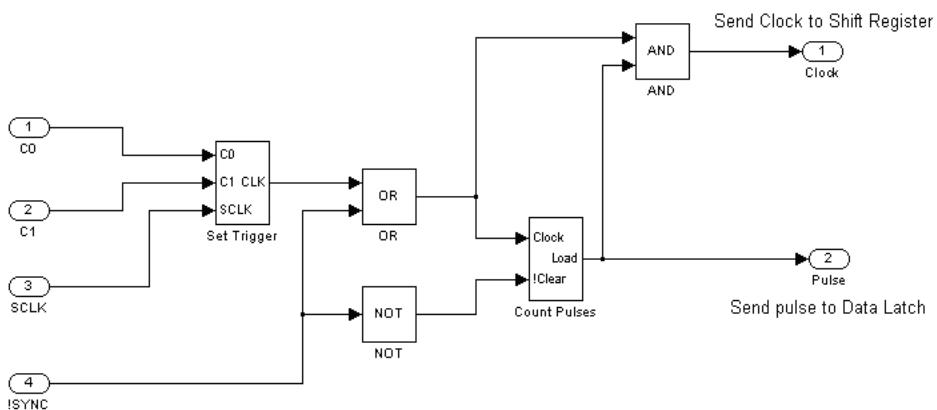 Send Clock to Shift Register
AND
1
Clock
AND
1
C0
C0
C1 CLK
SCLK
Set Trigger
2
C1
OR
OR
3
SCLK
Clock
Load
!Clear
Count Pulses
2
Pulse
Send pulse to Data Latch
NOT
NOT
4
!SYNC